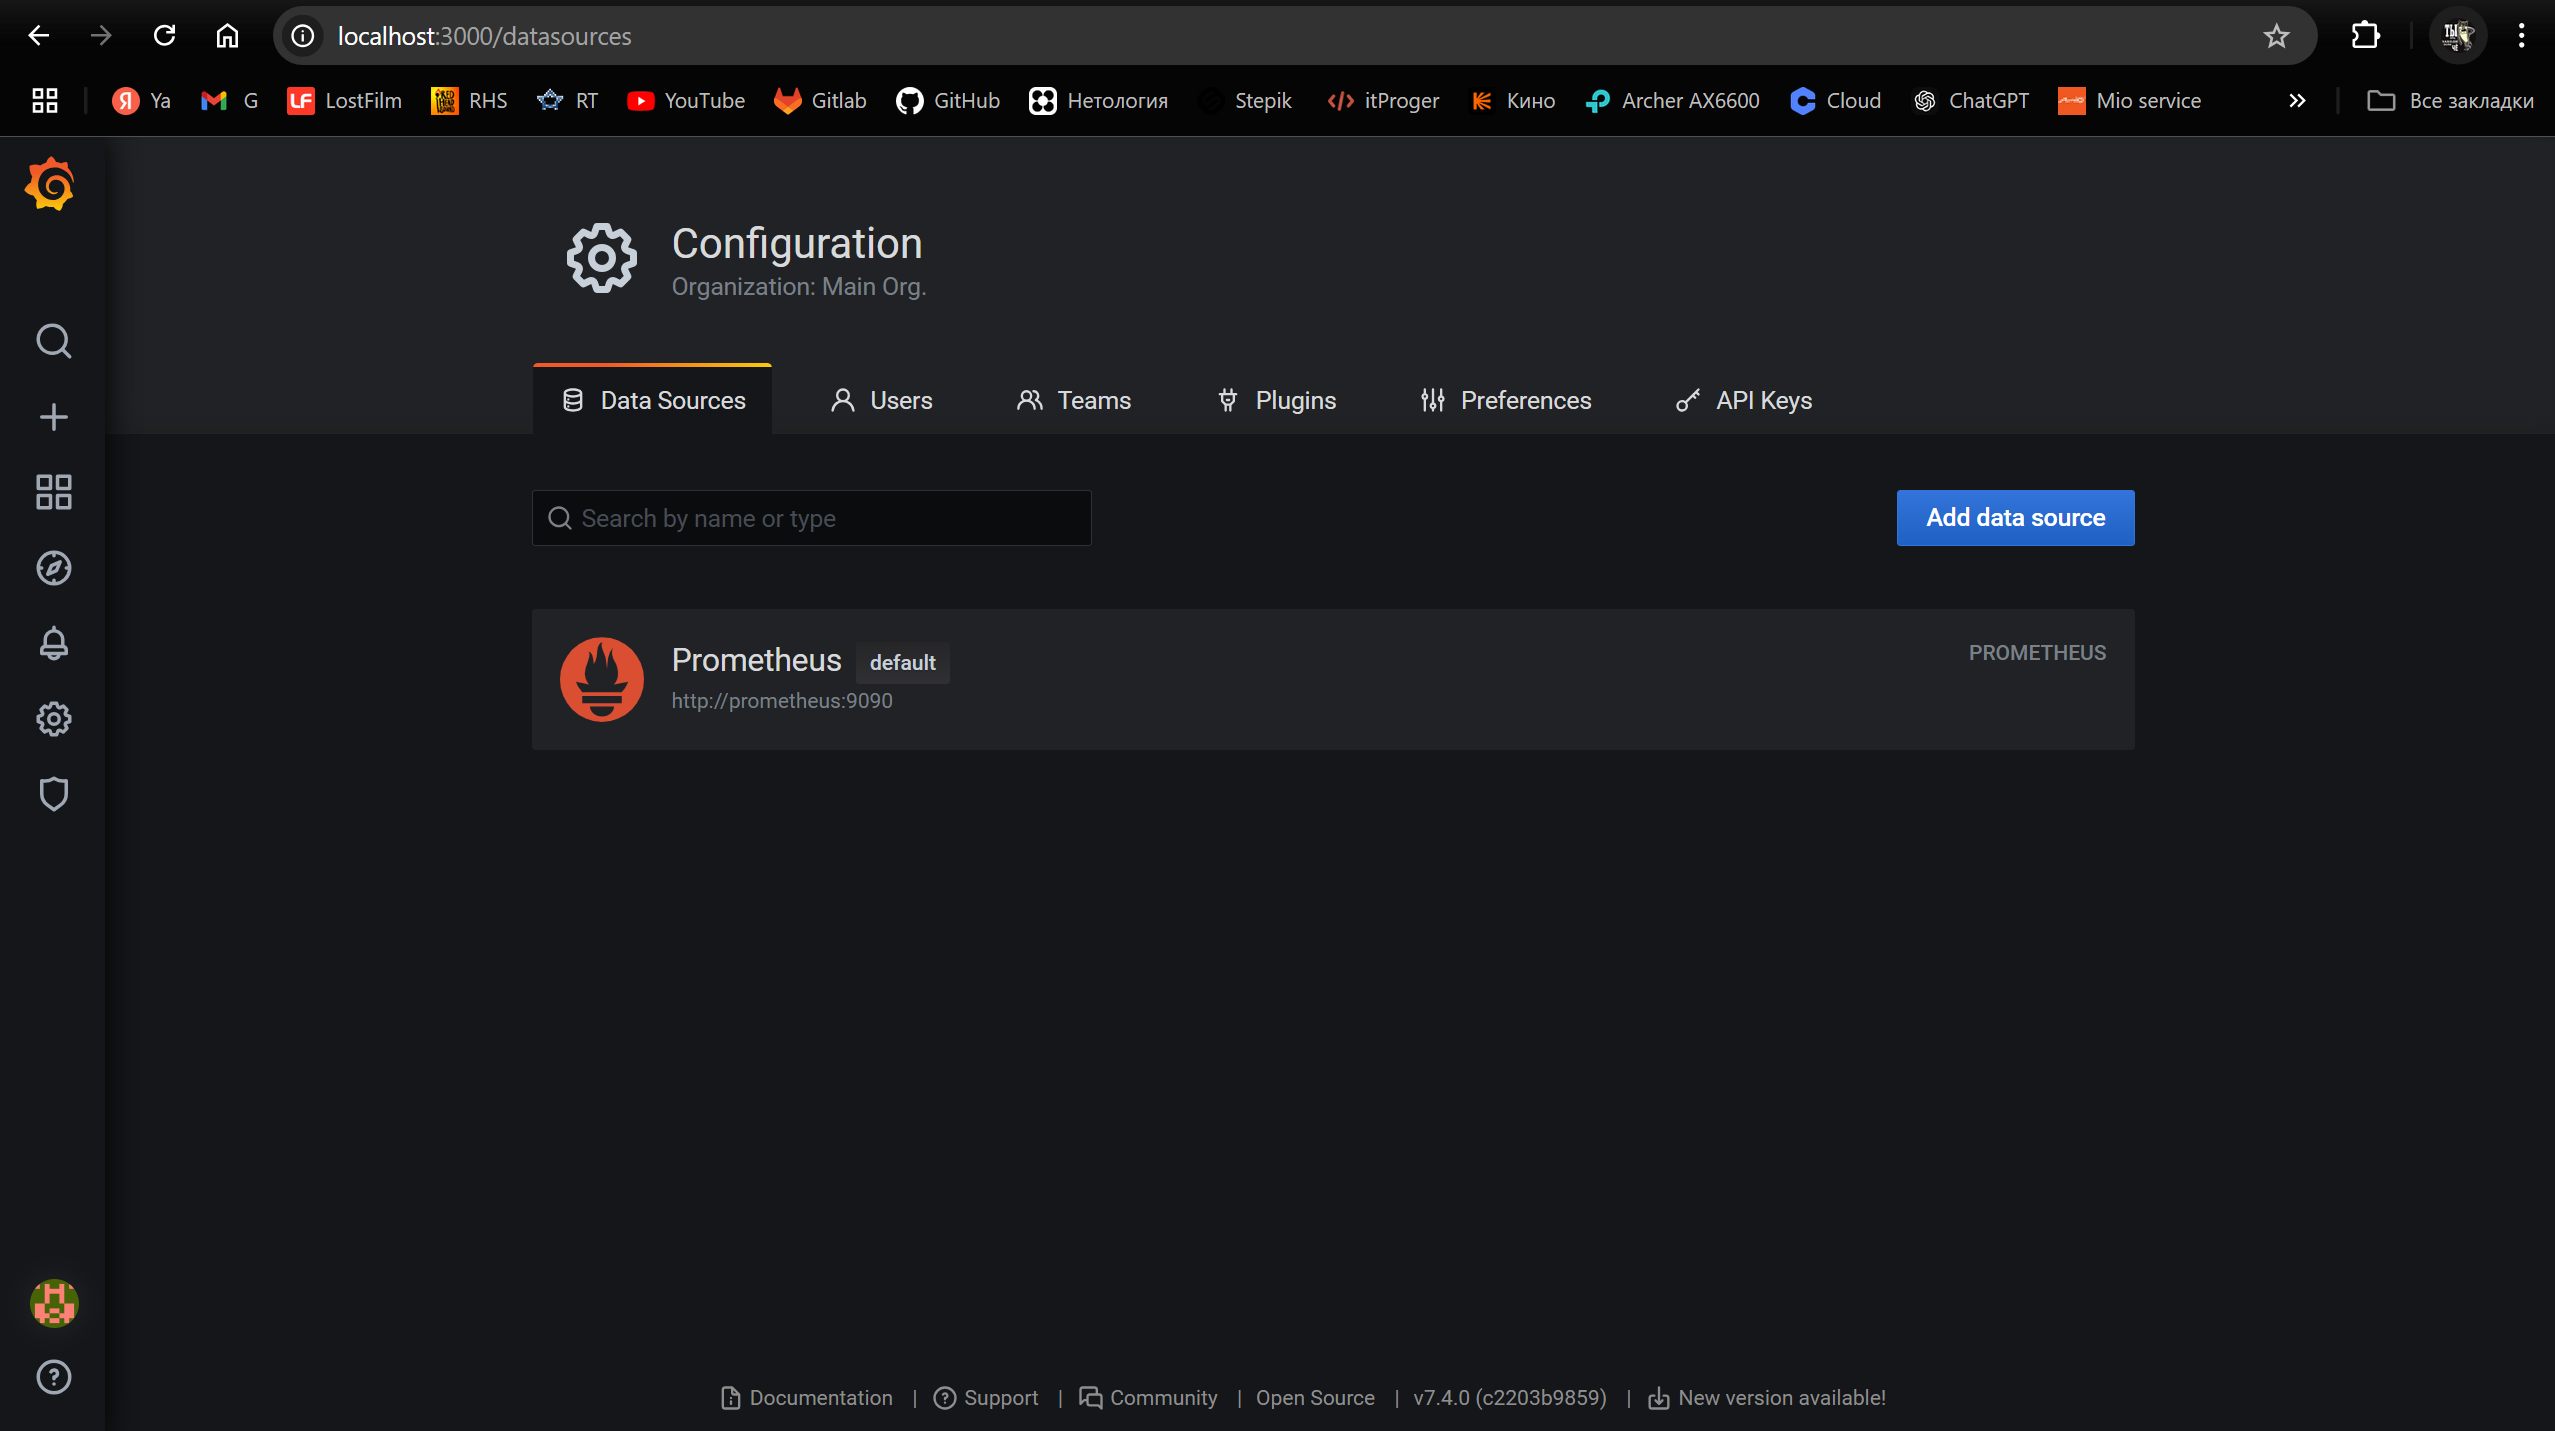 localhost:3000/datasources
Ya G LostFilm RHS RT YouTube Gitlab GitHub Нетология Stepik itProger Кино Archer AX6600 Cloud ChatGPT Mio service Все закладки
Configuration
Organization: Main Org.
Data Sources Users Teams Plugins Preferences API Keys
Search by name or type Add data source
Prometheus default PROMETHEUS
http://prometheus:9090
Documentation | Support | Community | Open Source | v7.4.0 (c2203b9859) | New version available!